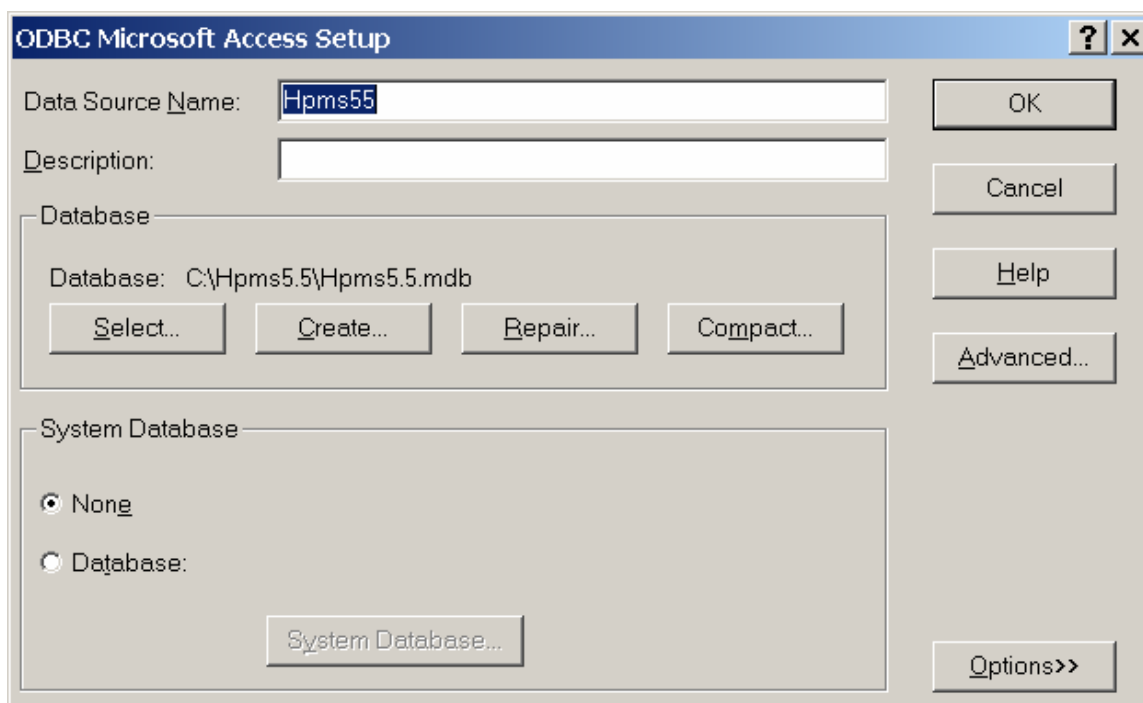 ODBC Microsoft Access Setup
Data Source Name: Hpms55
OK
Description:
Cancel
Database
Database: C:\Hpms5.5\Hpms5.5.mdb
Help
Select... Create... Repair... Compact...
Advanced...
System Database
None
Database:
System Database...
Options>>